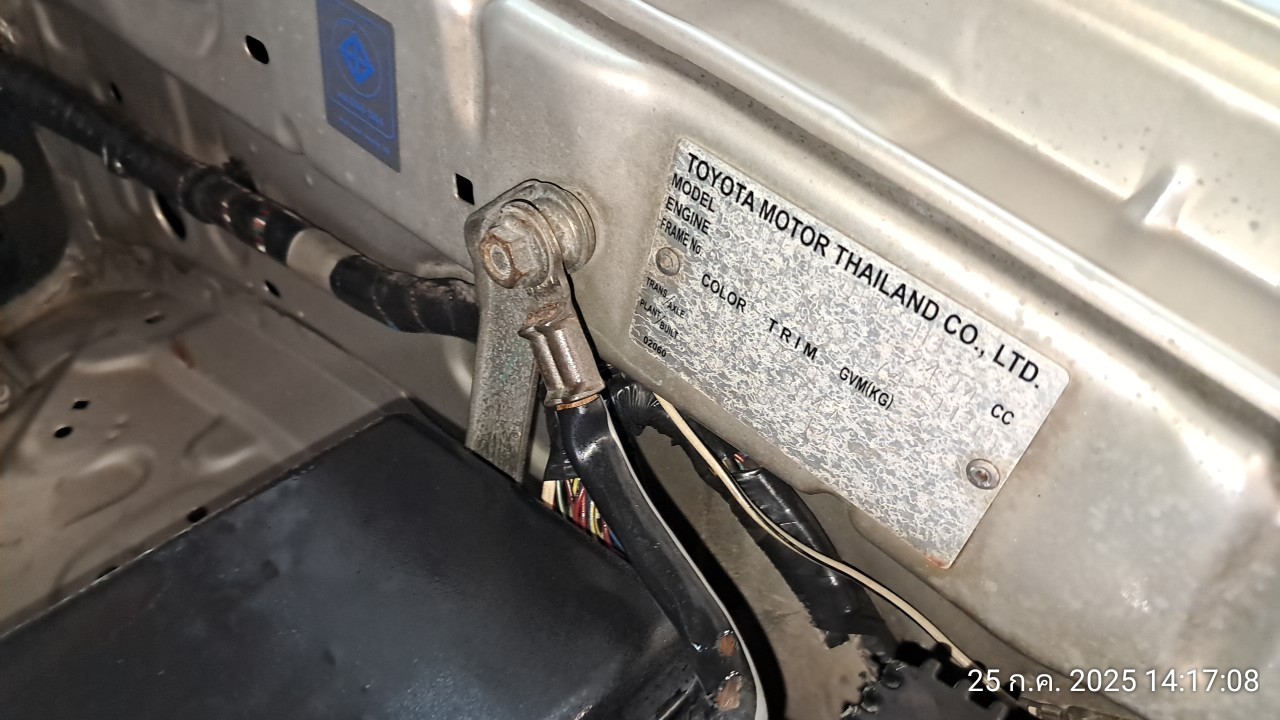 TOYOTA MOTOR THAILAND CO., LTD.
MODEL
ENGINE CC
FRAME No
COLOR TRIM GVM(KG)
TRANS/AXLE
PLANT/BUILT
02060
25 ก.ค. 2025 14:17:08